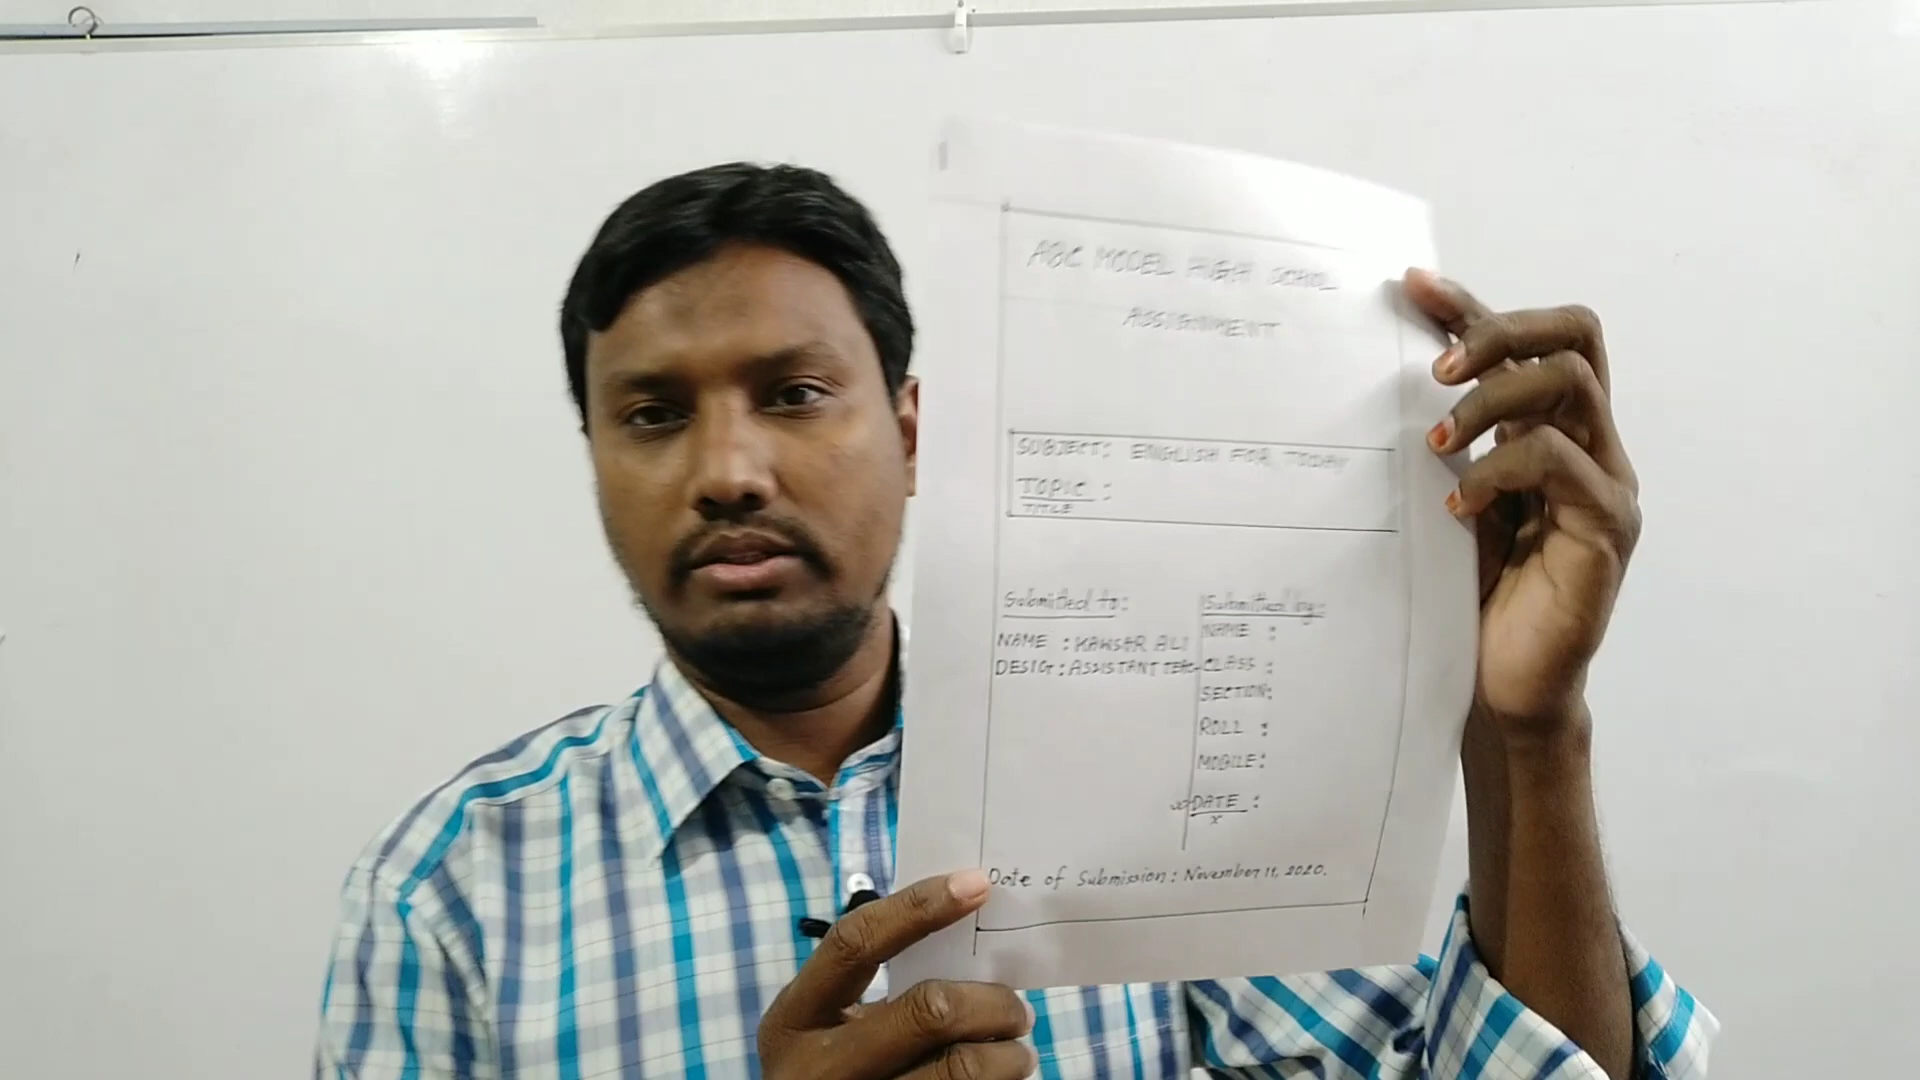 ABC MODEL HIGH SCHOOL
ASSIGNMENT
SUBJECT: ENGLISH FOR TODAY
TOPIC :
TITLE
Submitted to:
NAME : KAWSAR ALI
DESIG : ASSISTANT TEAC
Submitted by:
NAME :
CLASS :
SECTION:
ROLL :
MOBILE:
DATE :
x
Date of Submission: November 11, 2020.